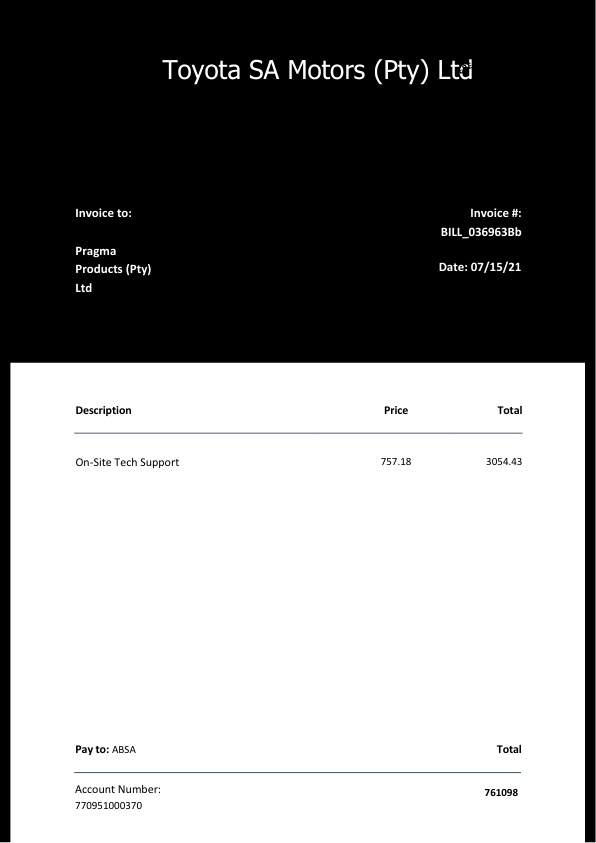 Toyota SA Motors (Pty) Ltd
Invoice to:
Invoice #:
BILL_036963Bb
Pragma
Products (Pty)
Ltd
Date: 07/15/21
Description Price Total
On-Site Tech Support 757.18 3054.43
Pay to: ABSA Total
Account Number:
770951000370
761098